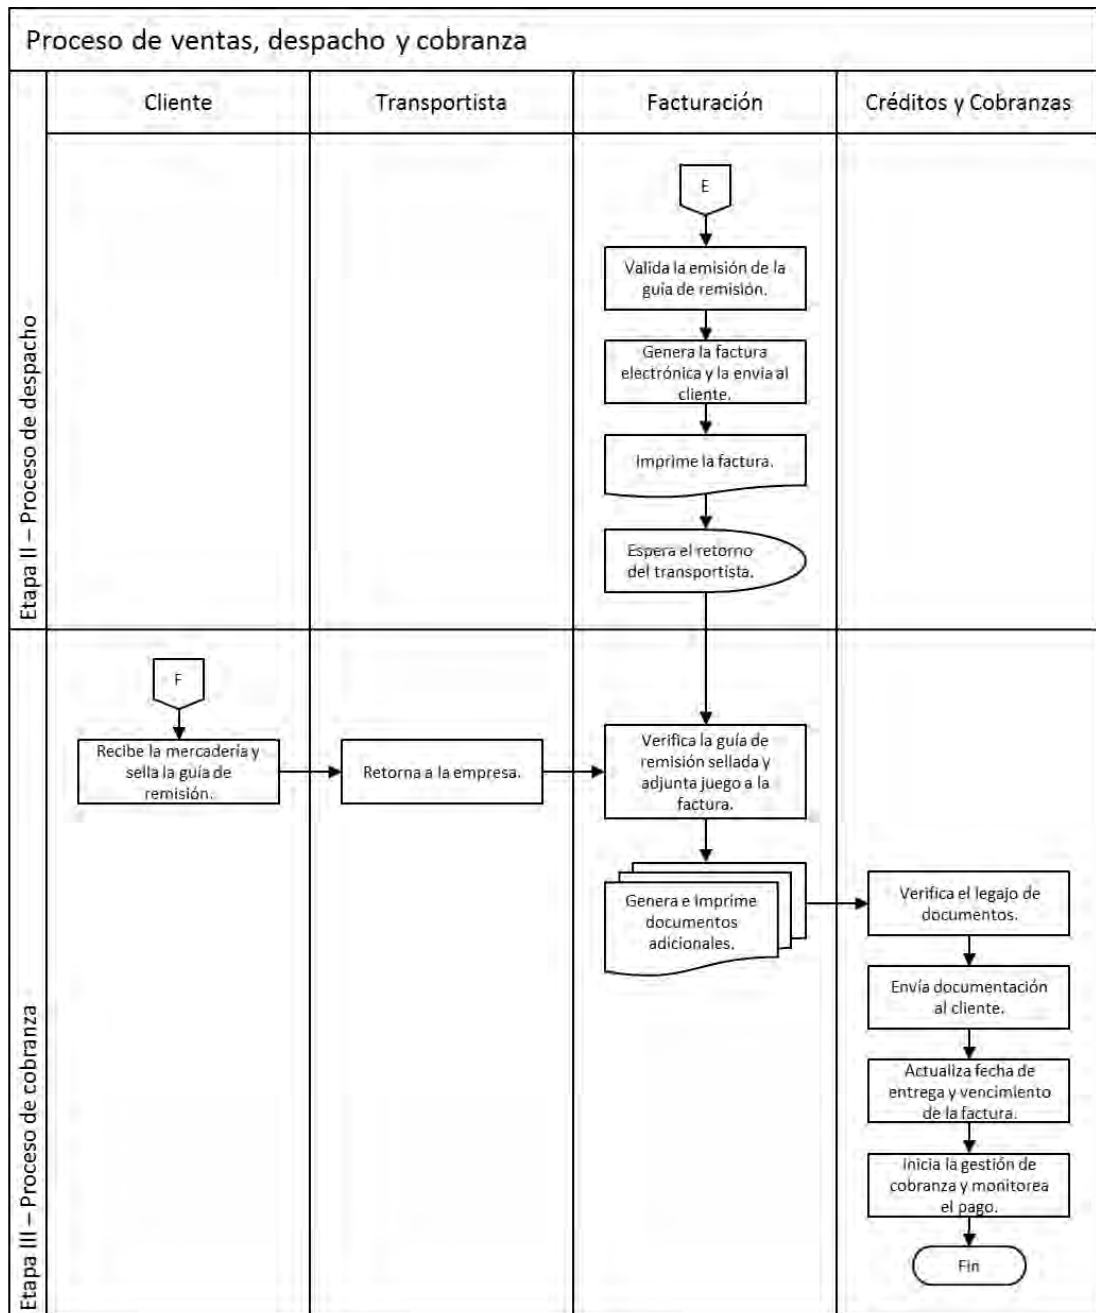 Proceso de ventas, despacho y cobranza
Cliente
Transportista
Facturación
Créditos y Cobranzas
Etapa II – Proceso de despacho
E
Valida la emisión de la
guía de remisión.
Genera la factura
electrónica y la envía al
cliente.
Imprime la factura.
Espera el retorno
del transportista.
Etapa III – Proceso de cobranza
F
Recibe la mercadería y
sella la guía de
remisión.
Retorna a la empresa.
Verifica la guía de
remisión sellada y
adjunta juego a la
factura.
Genera e Imprime
documentos
adicionales.
Verifica el legajo de
documentos.
Envía documentación
al cliente.
Actualiza fecha de
entrega y vencimiento
de la factura.
Inicia la gestión de
cobranza y monitorea
el pago.
Fin